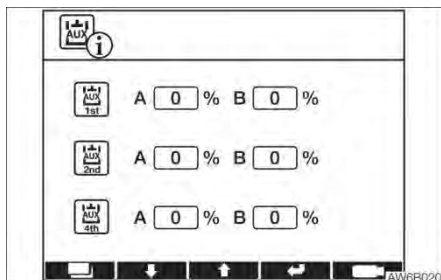 AUX
i
AUX 1st A 0 % B 0 %
AUX 2nd A 0 % B 0 %
AUX 4th A 0 % B 0 %
AW6B020